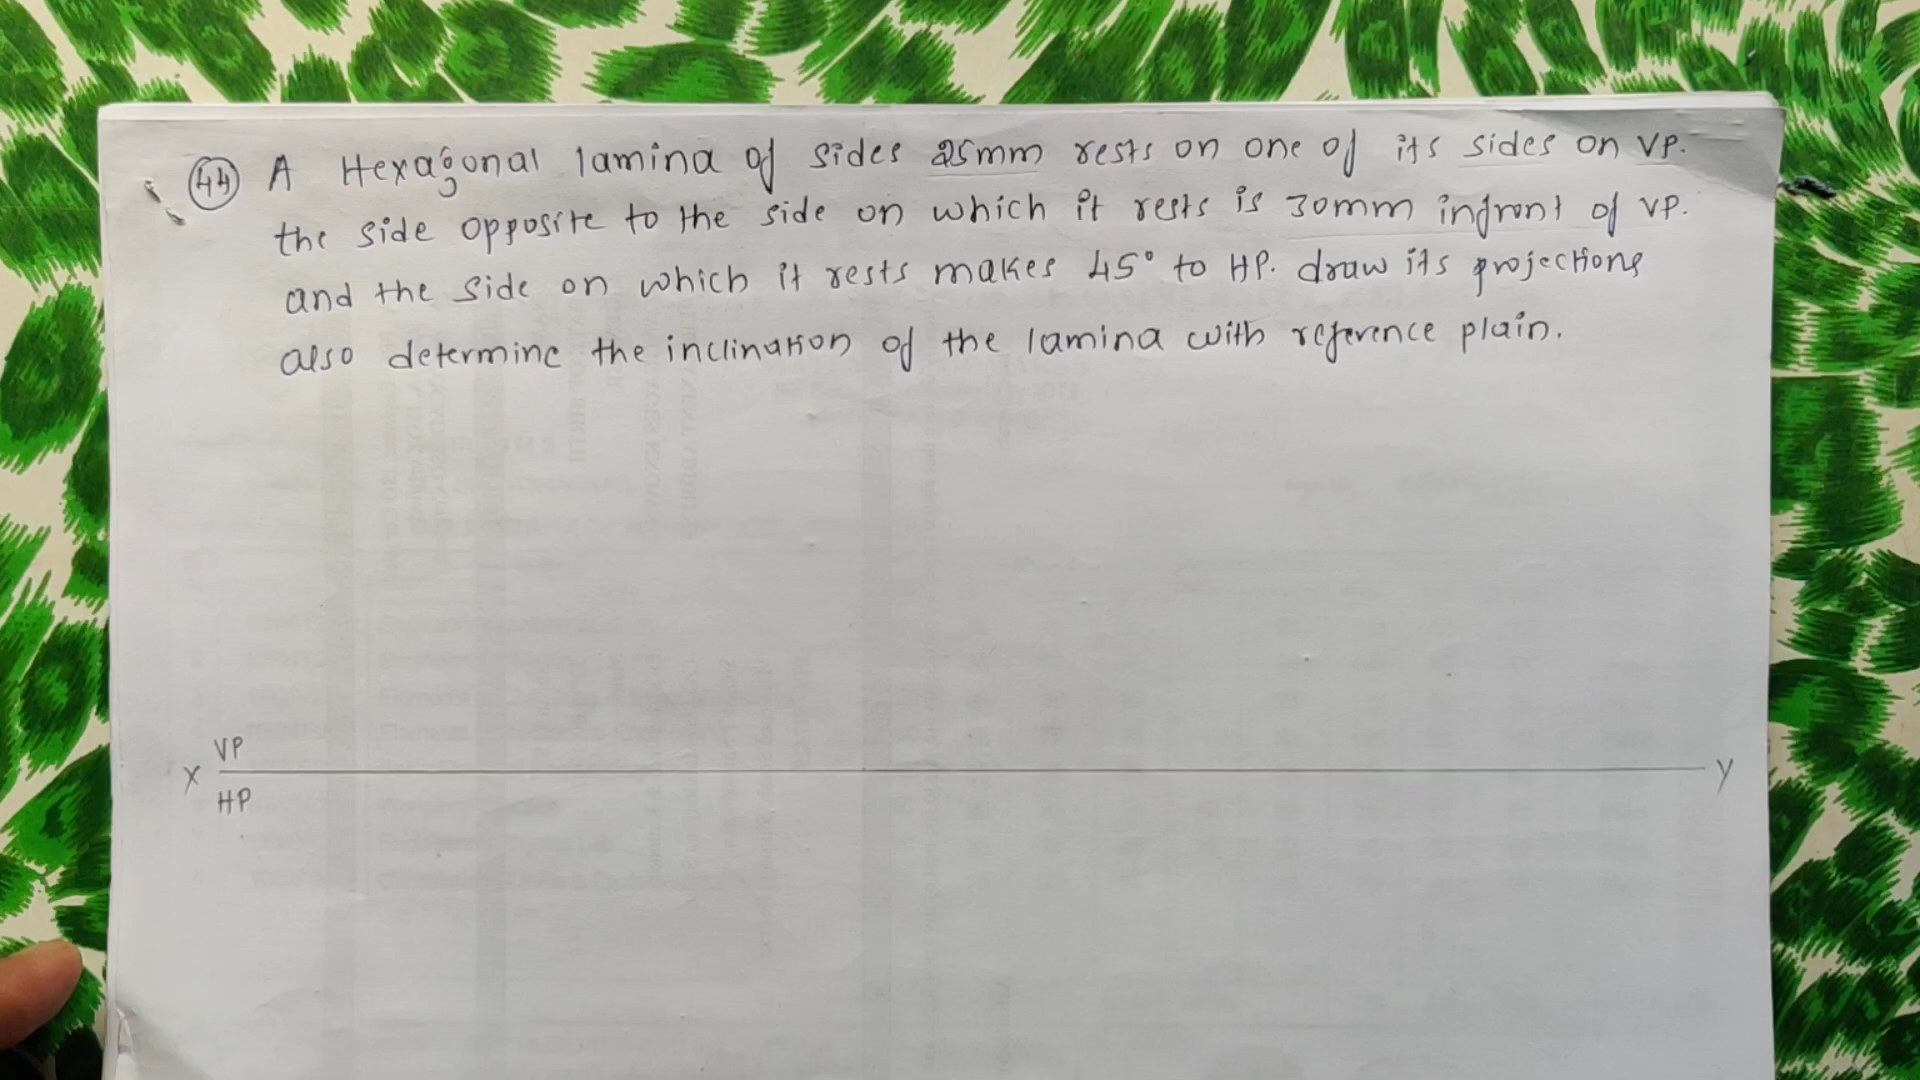 44 A Hexagonal lamina of sides 25mm rests on one of its sides on VP.
the side opposite to the side on which it rests is 30mm infront of VP.
and the side on which it rests makes 45° to HP. draw its projections
also determine the inclination of the lamina with reference plain.
VP
X Y
HP